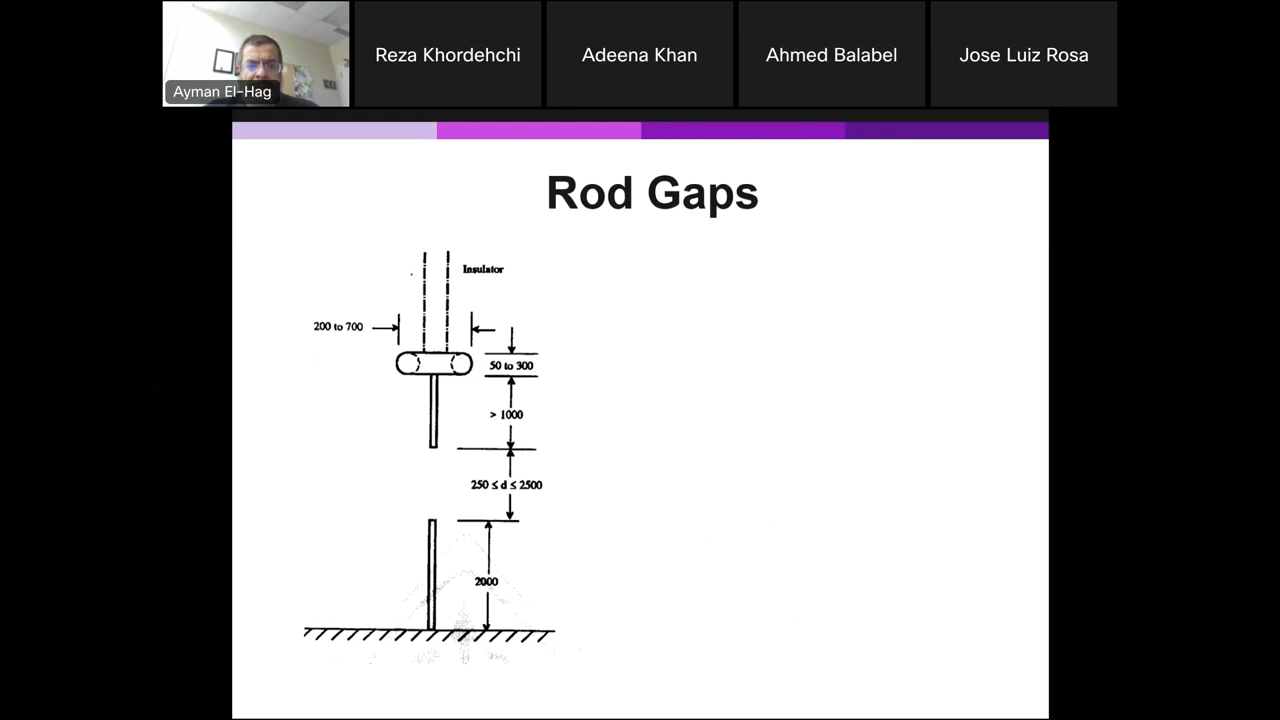 Ayman El-Hag
Reza Khordehchi
Adeena Khan
Ahmed Balabel
Jose Luiz Rosa
Rod Gaps
Insulator
200 to 700
50 to 300
> 1000
250 ≤ d ≤ 2500
2000